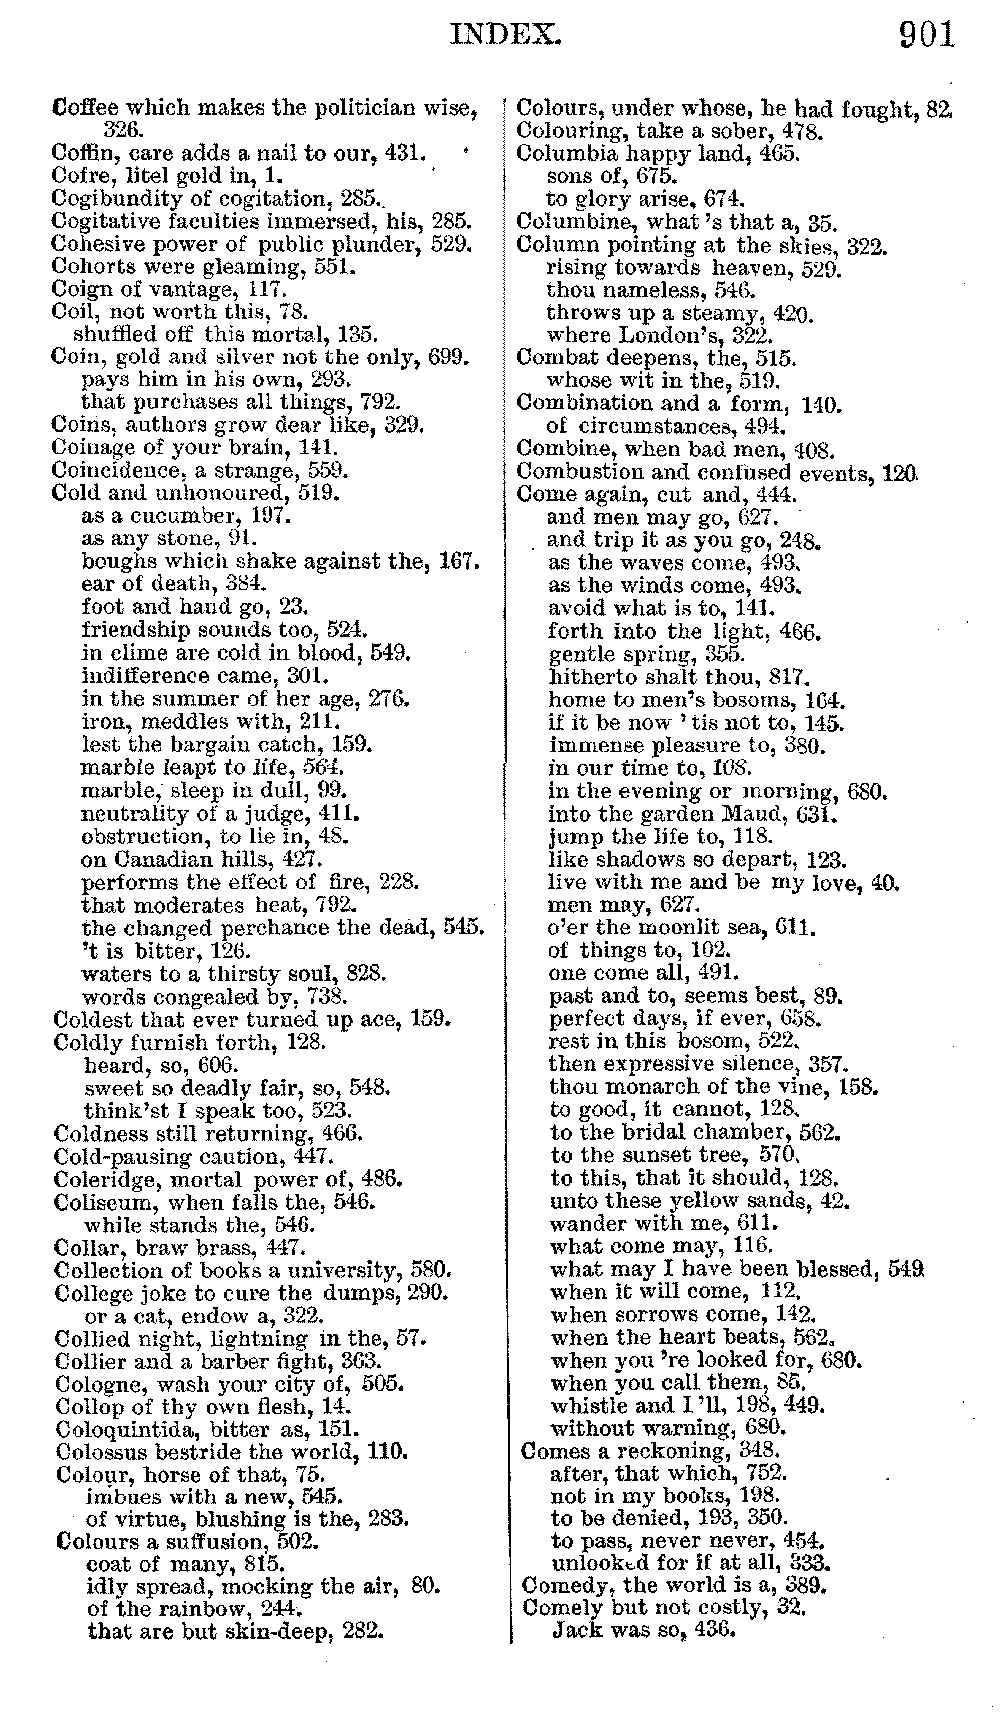 INDEX. 901
Coffee which makes the politician wise,
326.
Coffin, care adds a nail to our, 431.
Cofre, litel gold in, 1.
Cogibundity of cogitation, 285.
Cogitative faculties immersed, his, 285.
Cohesive power of public plunder, 529.
Cohorts were gleaming, 551.
Coign of vantage, 117.
Coil, not worth this, 78.
shuffled off this mortal, 135.
Coin, gold and silver not the only, 699.
pays him in his own, 293.
that purchases all things, 792.
Coins, authors grow dear like, 329.
Coinage of your brain, 141.
Coincidence, a strange, 559.
Cold and unhonoured, 519.
as a cucumber, 197.
as any stone, 91.
boughs which shake against the, 167.
ear of death, 384.
foot and hand go, 23.
friendship sounds too, 524.
in clime are cold in blood, 549.
indifference came, 301.
in the summer of her age, 276.
iron, meddles with, 211.
lest the bargain catch, 159.
marble leapt to life, 564.
marble, sleep in dull, 99.
neutrality of a judge, 411.
obstruction, to lie in, 48.
on Canadian hills, 427.
performs the effect of fire, 228.
that moderates heat, 792.
the changed perchance the dead, 545.
't is bitter, 126.
waters to a thirsty soul, 828.
words congealed by, 738.
Coldest that ever turned up ace, 159.
Coldly furnish forth, 128.
heard, so, 606.
sweet so deadly fair, so, 548.
think'st I speak too, 523.
Coldness still returning, 466.
Cold-pausing caution, 447.
Coleridge, mortal power of, 486.
Coliseum, when falls the, 546.
while stands the, 546.
Collar, braw brass, 447.
Collection of books a university, 580.
College joke to cure the dumps, 290.
or a cat, endow a, 322.
Collied night, lightning in the, 57.
Collier and a barber fight, 363.
Cologne, wash your city of, 505.
Collop of thy own flesh, 14.
Coloquintida, bitter as, 151.
Colossus bestride the world, 110.
Colour, horse of that, 75.
imbues with a new, 545.
of virtue, blushing is the, 283.
Colours a suffusion, 502.
coat of many, 815.
idly spread, mocking the air, 80.
of the rainbow, 244.
that are but skin-deep, 282.
Colours, under whose, he had fought, 82.
Colouring, take a sober, 478.
Columbia happy land, 465.
sons of, 675.
to glory arise, 674.
Columbine, what 's that a, 35.
Column pointing at the skies, 322.
rising towards heaven, 529.
thou nameless, 546.
throws up a steamy, 420.
where London's, 322.
Combat deepens, the, 515.
whose wit in the, 519.
Combination and a form, 140.
of circumstances, 494.
Combine, when bad men, 408.
Combustion and confused events, 120.
Come again, cut and, 444.
and men may go, 627.
and trip it as you go, 248.
as the waves come, 493.
as the winds come, 493.
avoid what is to, 141.
forth into the light, 466.
gentle spring, 355.
hitherto shalt thou, 817.
home to men's bosoms, 164.
if it be now 'tis not to, 145.
immense pleasure to, 380.
in our time to, 108.
in the evening or morning, 680.
into the garden Maud, 631.
jump the life to, 118.
like shadows so depart, 123.
live with me and be my love, 40.
men may, 627.
o'er the moonlit sea, 611.
of things to, 102.
one come all, 491.
past and to, seems best, 89.
perfect days, if ever, 658.
rest in this bosom, 522.
then expressive silence, 357.
thou monarch of the vine, 158.
to good, it cannot, 128.
to the bridal chamber, 562.
to the sunset tree, 570.
to this, that it should, 128.
unto these yellow sands, 42.
wander with me, 611.
what come may, 116.
what may I have been blessed, 549
when it will come, 112.
when sorrows come, 142.
when the heart beats, 562.
when you 're looked for, 680.
when you call them, 85.
whistle and I 'll, 198, 449.
without warning, 680.
Comes a reckoning, 348.
after, that which, 752.
not in my books, 198.
to be denied, 193, 350.
to pass, never never, 454.
unlooked for if at all, 333.
Comedy, the world is a, 389.
Comely but not costly, 32.
Jack was so, 436.